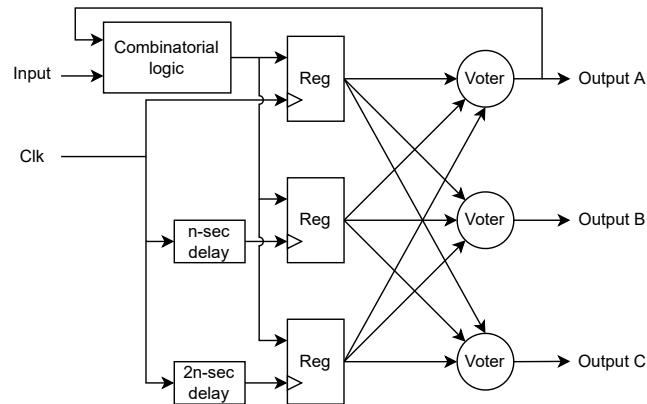 Combinatorial
logic
Input
Reg
Voter
Output A
Clk
n-sec
delay
Reg
Voter
Output B
2n-sec
delay
Reg
Voter
Output C